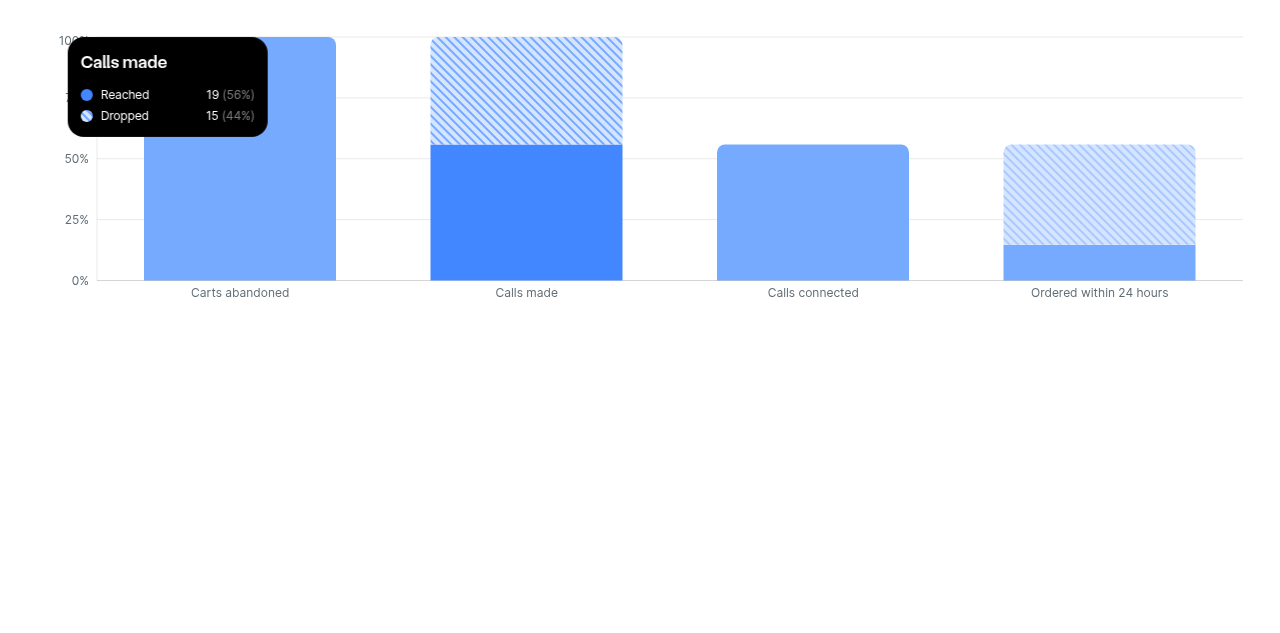 Calls made
Reached 19 (56%)
Dropped 15 (44%)
50%
25%
0%
Carts abandoned
Calls made
Calls connected
Ordered within 24 hours